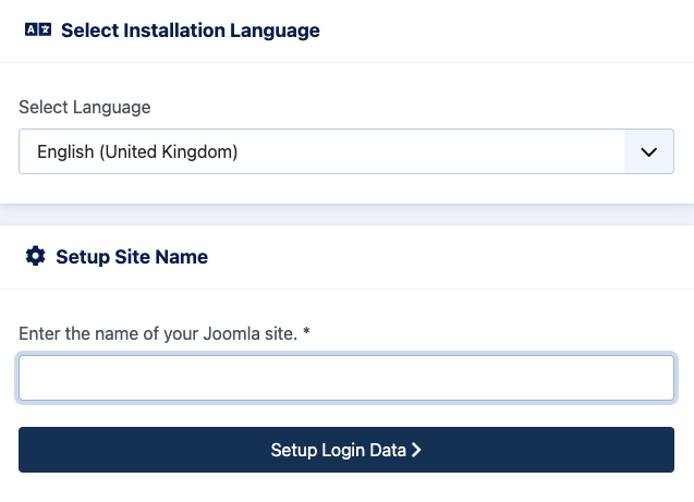 Select Installation Language
Select Language
English (United Kingdom)
Setup Site Name
Enter the name of your Joomla site. *
Setup Login Data